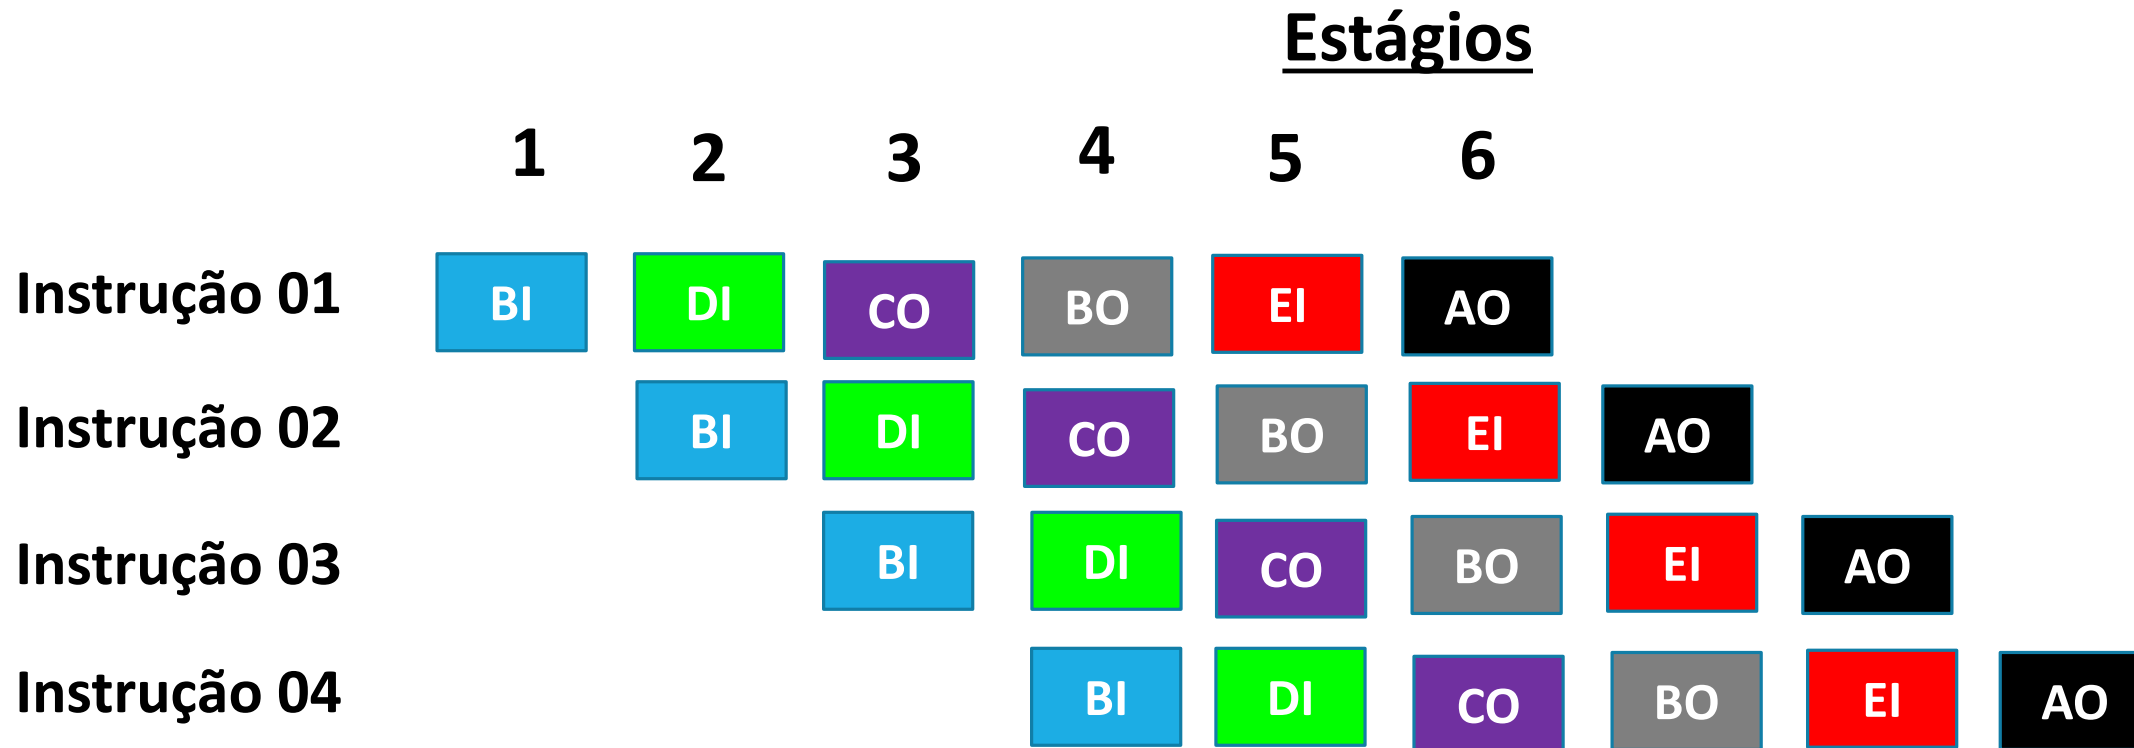 Estágios
1 2 3 4 5 6
Instrução 01 BI DI CO BO EI AO
Instrução 02 BI DI CO BO EI AO
Instrução 03 BI DI CO BO EI AO
Instrução 04 BI DI CO BO EI AO